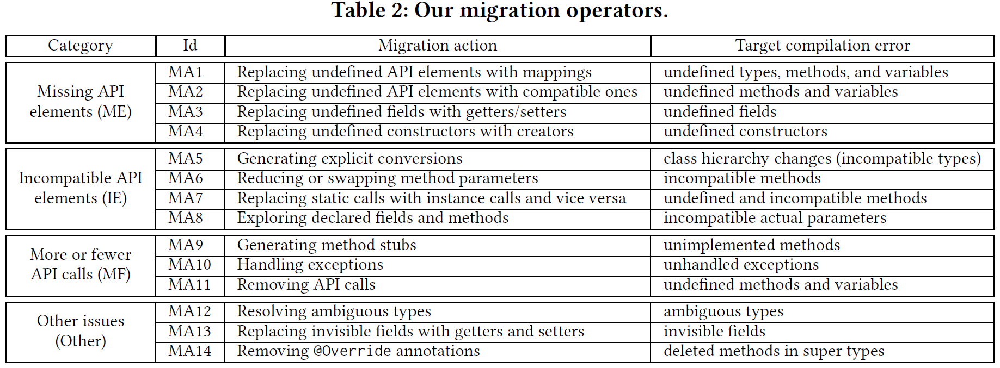 Table 2: Our migration operators.
Category Id Migration action Target compilation error
Missing API elements (ME)
MA1 Replacing undefined API elements with mappings undefined types, methods, and variables
MA2 Replacing undefined API elements with compatible ones undefined methods and variables
MA3 Replacing undefined fields with getters/setters undefined fields
MA4 Replacing undefined constructors with creators undefined constructors
Incompatible API elements (IE)
MA5 Generating explicit conversions class hierarchy changes (incompatible types)
MA6 Reducing or swapping method parameters incompatible methods
MA7 Replacing static calls with instance calls and vice versa undefined and incompatible methods
MA8 Exploring declared fields and methods incompatible actual parameters
More or fewer API calls (MF)
MA9 Generating method stubs unimplemented methods
MA10 Handling exceptions unhandled exceptions
MA11 Removing API calls undefined methods and variables
Other issues (Other)
MA12 Resolving ambiguous types ambiguous types
MA13 Replacing invisible fields with getters and setters invisible fields
MA14 Removing @Override annotations deleted methods in super types